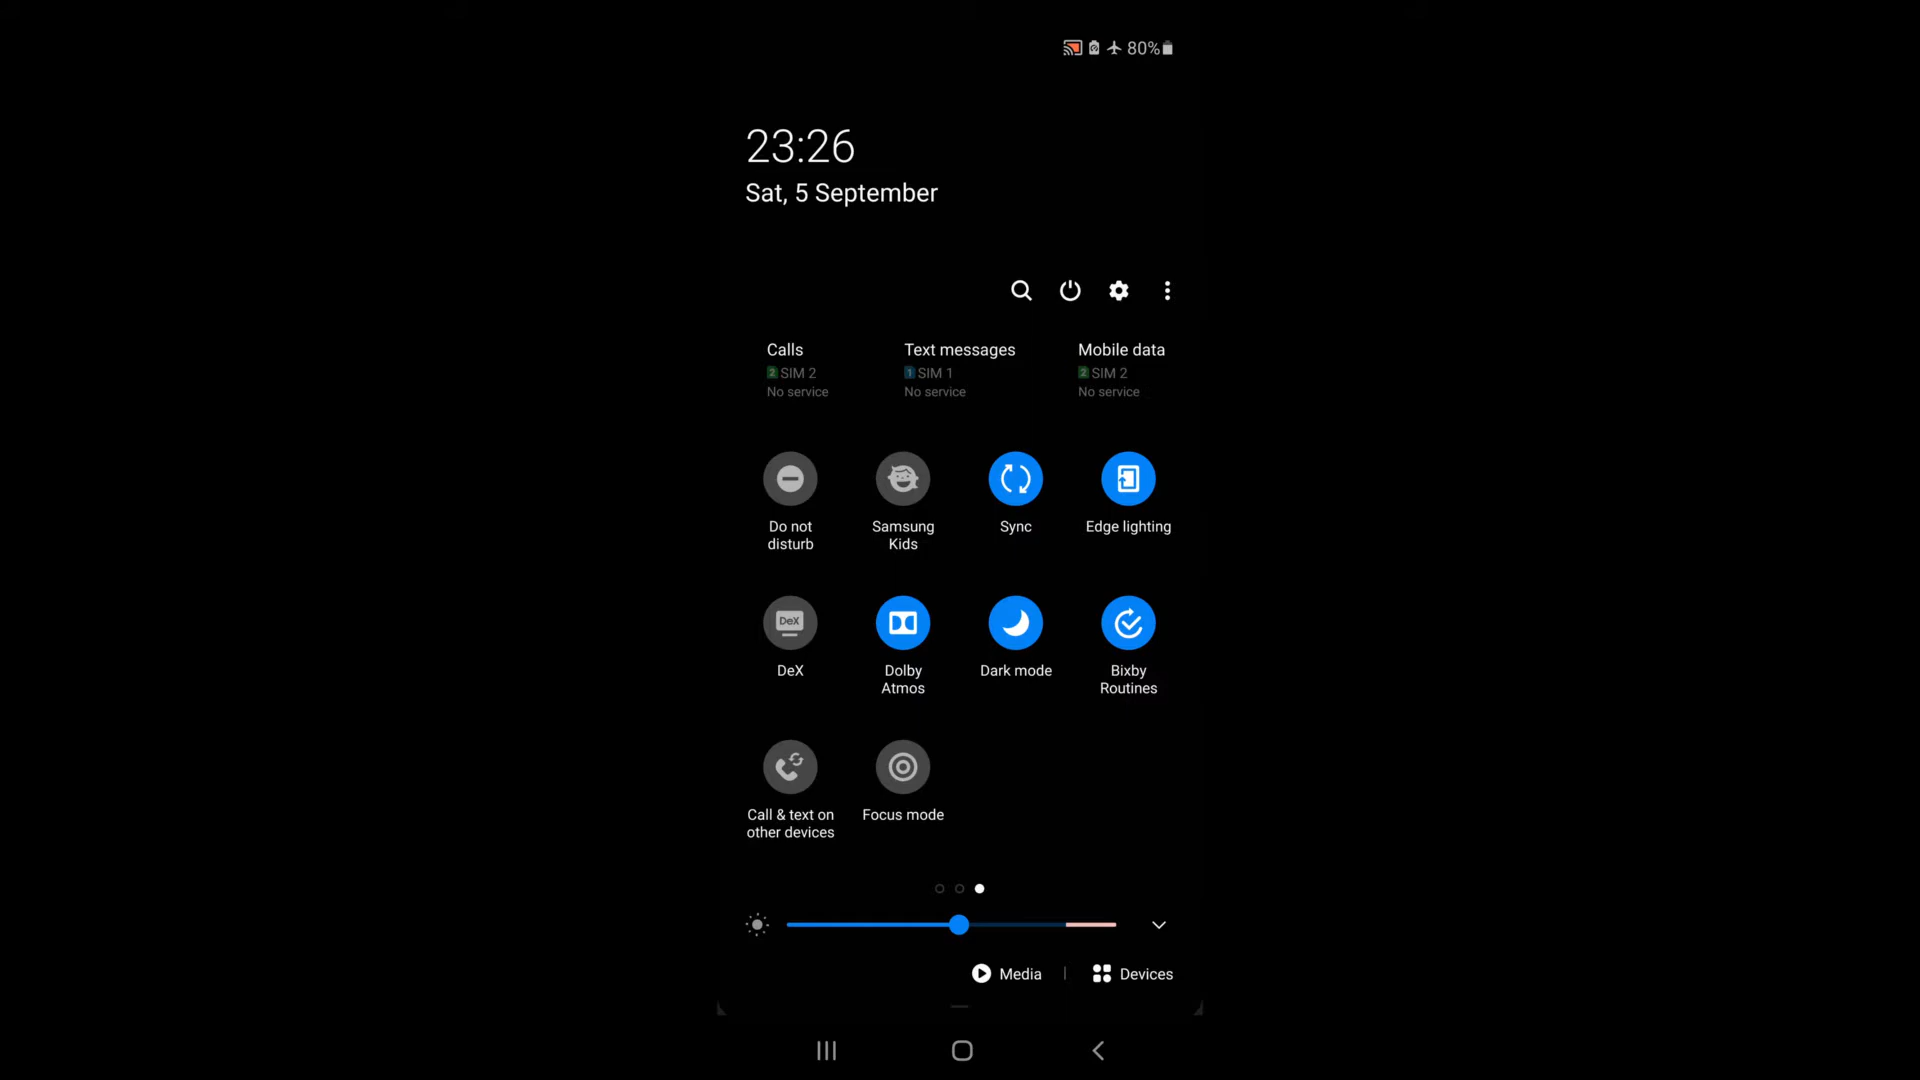 80%
23:26
Sat, 5 September
Calls Text messages Mobile data
2 SIM 2 1 SIM 1 2 SIM 2
No service No service No service
Do not
disturb
Samsung
Kids
Sync
Edge lighting
DeX
DeX
Dolby
Atmos
Dark mode
Bixby
Routines
Call & text on
other devices
Focus mode
Media | Devices